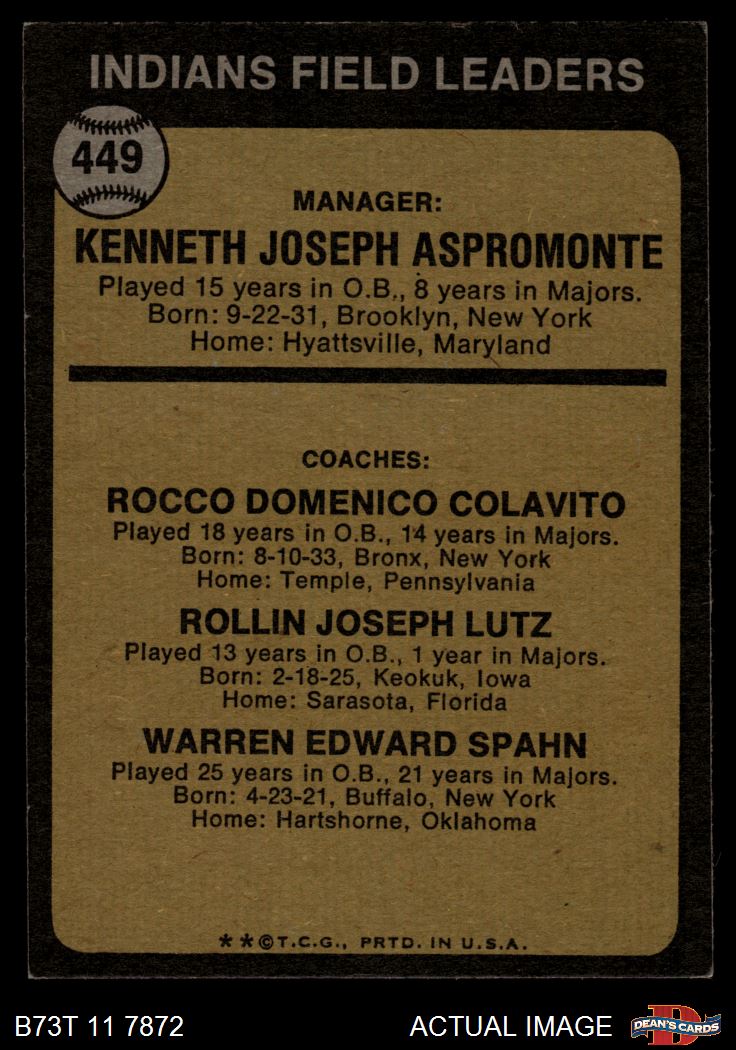 INDIANS FIELD LEADERS
449
MANAGER:
KENNETH JOSEPH ASPROMONTE
Played 15 years in O.B., 8 years in Majors.
Born: 9-22-31, Brooklyn, New York
Home: Hyattsville, Maryland
COACHES:
ROCCO DOMENICO COLAVITO
Played 18 years in O.B., 14 years in Majors.
Born: 8-10-33, Bronx, New York
Home: Temple, Pennsylvania
ROLLIN JOSEPH LUTZ
Played 13 years in O.B., 1 year in Majors.
Born: 2-18-25, Keokuk, Iowa
Home: Sarasota, Florida
WARREN EDWARD SPAHN
Played 25 years in O.B., 21 years in Majors.
Born: 4-23-21, Buffalo, New York
Home: Hartshorne, Oklahoma
**©T.C.G., PRTD. IN U.S.A.
B73T 11 7872
ACTUAL IMAGE
D
DEAN'S CARDS